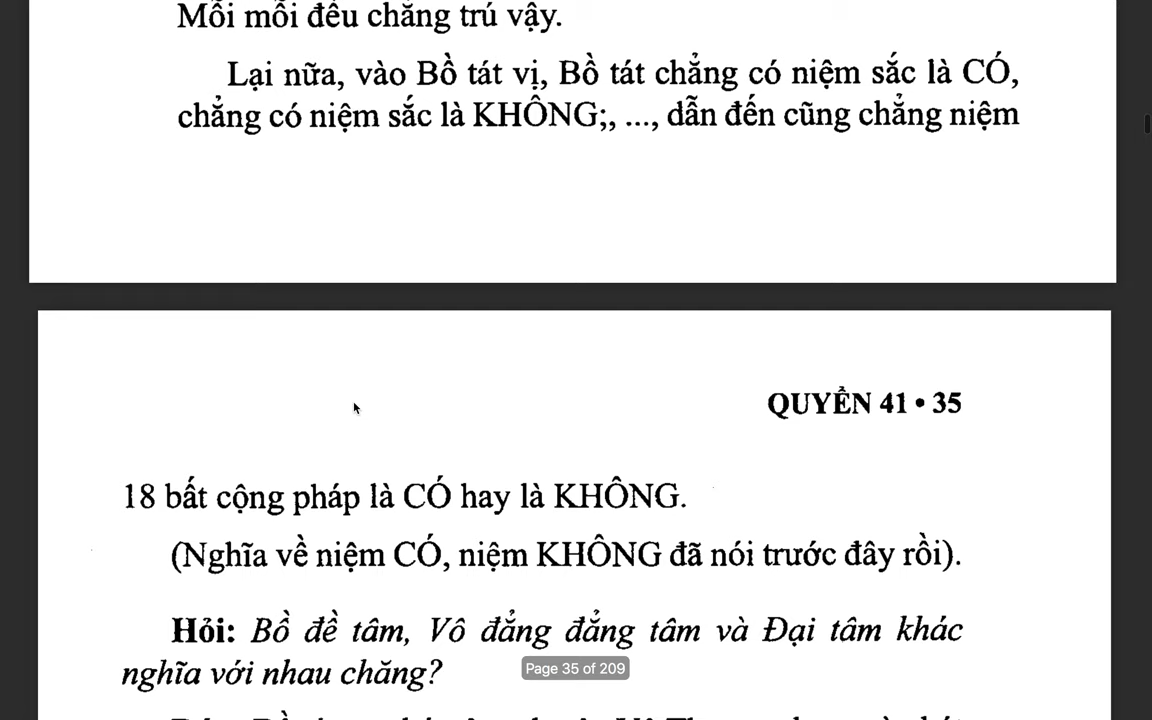 Mỗi mỗi đều chẳng trú vậy.
Lại nữa, vào Bồ tát vị, Bồ tát chẳng có niệm sắc là CÓ,
chẳng có niệm sắc là KHÔNG;, ..., dẫn đến cũng chẳng niệm
QUYỂN 41 • 35
18 bất cộng pháp là CÓ hay là KHÔNG.
(Nghĩa về niệm CÓ, niệm KHÔNG đã nói trước đây rồi).
Hỏi: Bồ đề tâm, Vô đẳng đẳng tâm và Đại tâm khác
nghĩa với nhau chăng?
Page 35 of 209